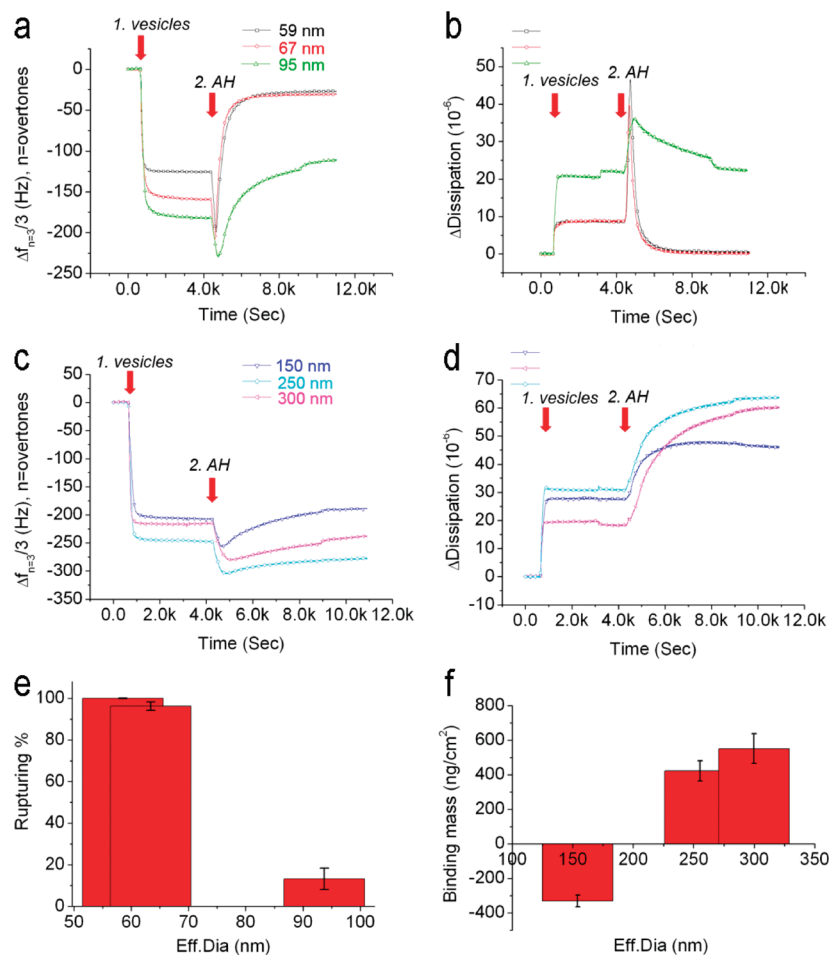 a
1. vesicles
59 nm
67 nm
95 nm
2. AH
0
-50
-100
-150
-200
-250
Δf n=3/3 (Hz), n=overtones
0.0 4.0k 8.0k 12.0k
Time (Sec)
b
1. vesicles
2. AH
50
40
30
20
10
0
ΔDissipation (10⁻⁶)
0.0 4.0k 8.0k 12.0k
Time (Sec)
c
1. vesicles
150 nm
250 nm
300 nm
2. AH
50
0
-50
-100
-150
-200
-250
-300
-350
Δf n=3/3 (Hz), n=overtones
0.0 2.0k 4.0k 6.0k 8.0k 10.0k 12.0k
Time (Sec)
d
1. vesicles
2. AH
70
60
50
40
30
20
10
0
-10
ΔDissipation (10⁻⁶)
0.0 2.0k 4.0k 6.0k 8.0k 10.0k 12.0k
Time (Sec)
e
100
80
60
40
20
0
Rupturing %
50 60 70 80 90 100
Eff.Dia (nm)
f
800
600
400
200
0
-200
-400
Binding mass (ng/cm²)
100 150 200 250 300 350
Eff.Dia (nm)